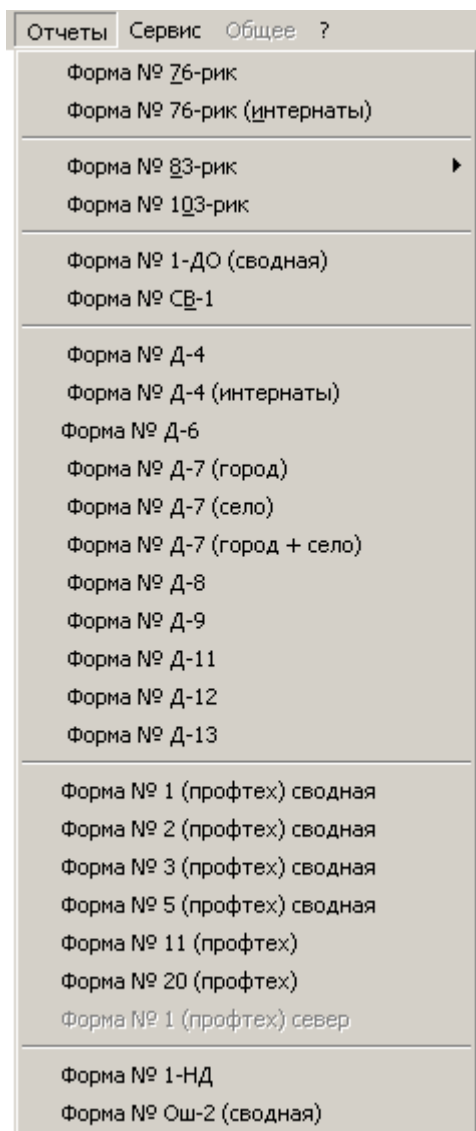 Отчеты Сервис Общее ?
Форма № 76-рик
Форма № 76-рик (интернаты)
Форма № 83-рик
Форма № 103-рик
Форма № 1-ДО (сводная)
Форма № СВ-1
Форма № Д-4
Форма № Д-4 (интернаты)
Форма № Д-6
Форма № Д-7 (город)
Форма № Д-7 (село)
Форма № Д-7 (город + село)
Форма № Д-8
Форма № Д-9
Форма № Д-11
Форма № Д-12
Форма № Д-13
Форма № 1 (профтех) сводная
Форма № 2 (профтех) сводная
Форма № 3 (профтех) сводная
Форма № 5 (профтех) сводная
Форма № 11 (профтех)
Форма № 20 (профтех)
Форма № 1 (профтех) север
Форма № 1-НД
Форма № Ош-2 (сводная)